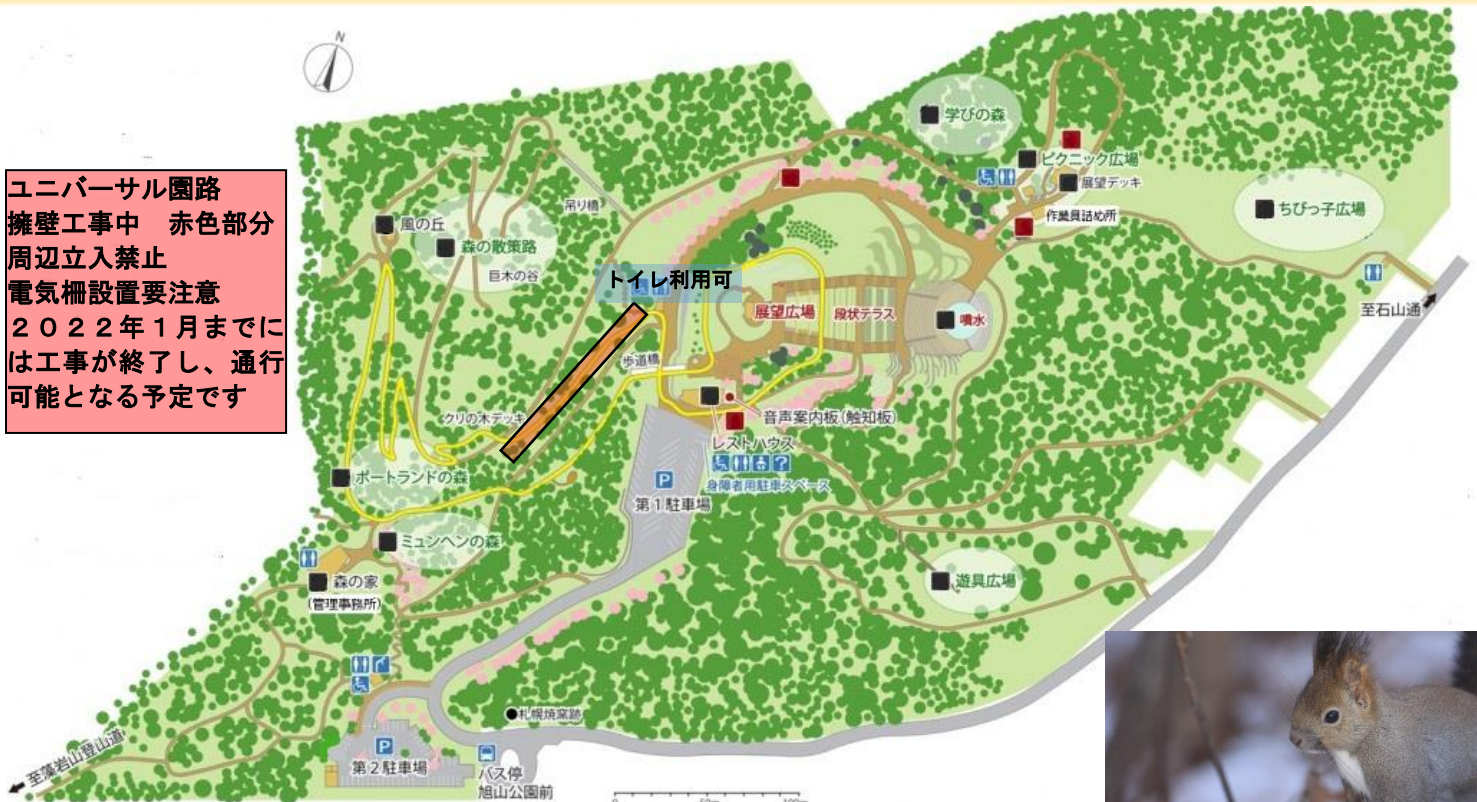 N
ユニバーサル園路
擁壁工事中　赤色部分
周辺立入禁止
電気柵設置要注意
２０２２年１月までに
は工事が終了し、通行
可能となる予定です
学びの森
ピクニック広場
展望デッキ
作業員詰め所
ちびっ子広場
至石山通
吊り橋
風の丘
森の散策路
巨木の谷
トイレ利用可
展望広場
段状テラス
噴水
歩道橋
クリの木デッキ
音声案内板(触知板)
レストハウス
?
身障者用駐車スペース
P
第1駐車場
ポートランドの森
ミュンヘンの森
森の家
(管理事務所)
遊具広場
札幌焼窯跡
至藻岩山登山道
P
第2駐車場
バス停
旭山公園前
0 50m 100m